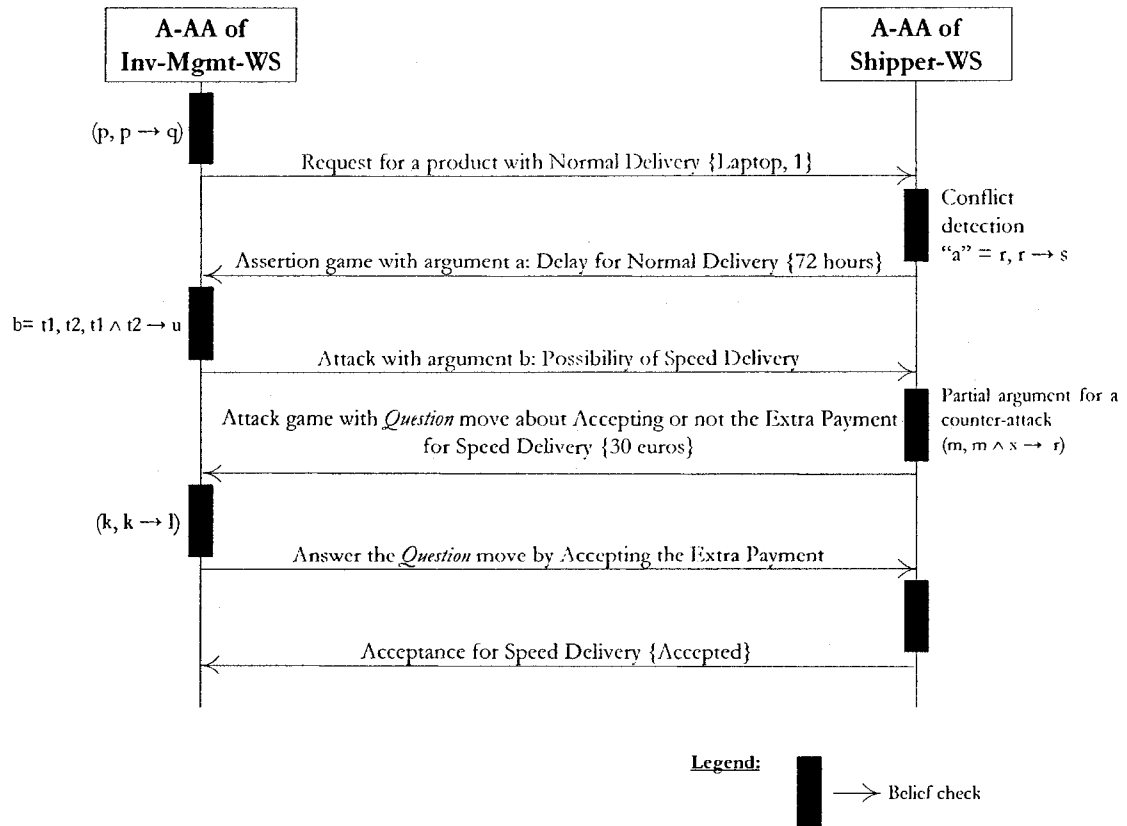 A-AA of
Inv-Mgmt-WS
A-AA of
Shipper-WS
(p, p → q)
Request for a product with Normal Delivery {Laptop, 1}
Conflict
detection
“a” = r, r → s
Assertion game with argument a: Delay for Normal Delivery {72 hours}
b= t1, t2, t1 ∧ t2 → u
Attack with argument b: Possibility of Speed Delivery
Partial argument for a
counter-attack
(m, m ∧ x → r)
Attack game with Question move about Accepting or not the Extra Payment
for Speed Delivery {30 euros}
(k, k → l)
Answer the Question move by Accepting the Extra Payment
Acceptance for Speed Delivery {Accepted}
Legend:
→ Belief check